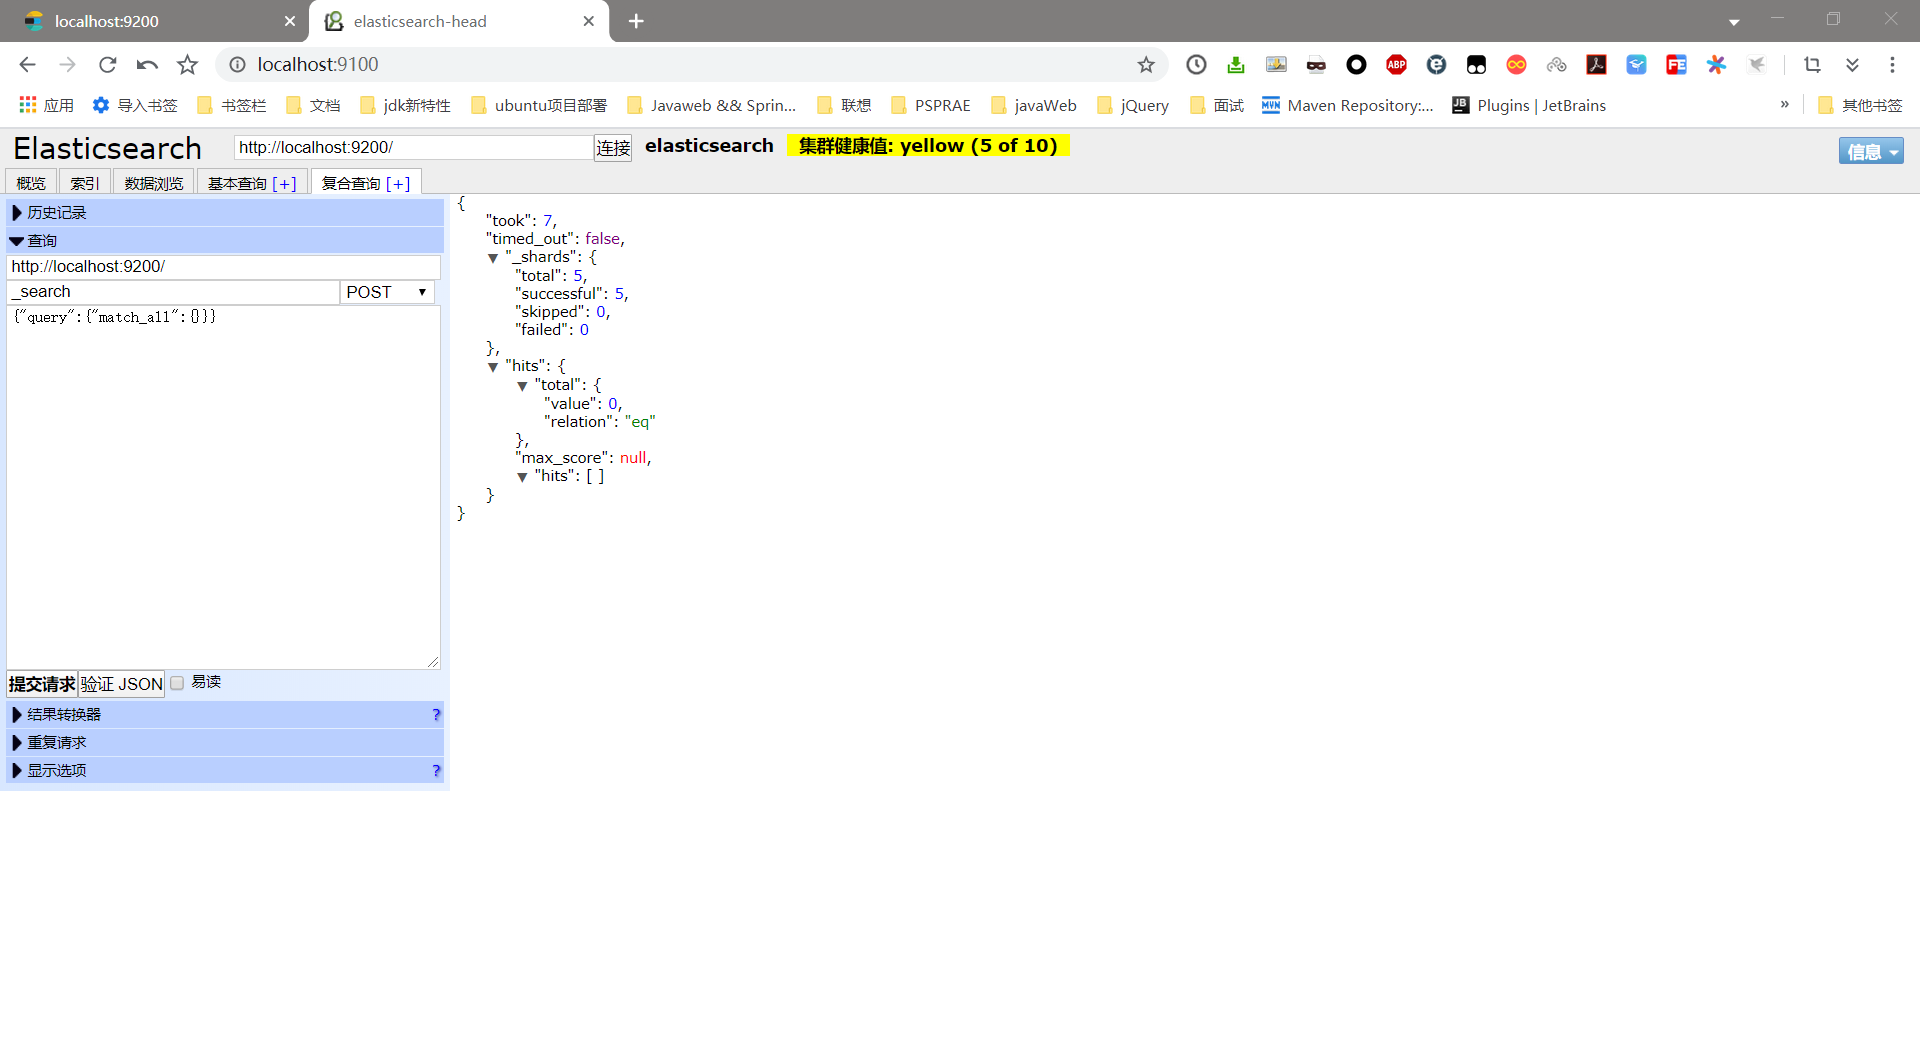 localhost:9200
elasticsearch-head
localhost:9100
ABP
FE
应用
导入书签
书签栏
文档
jdk新特性
ubuntu项目部署
Javaweb && Sprin...
联想
PSPRAE
javaWeb
jQuery
面试
MVN
Maven Repository:...
JB
Plugins | JetBrains
»
其他书签
Elasticsearch
http://localhost:9200/
连接
elasticsearch
集群健康值: yellow (5 of 10)
信息
概览
索引
数据浏览
基本查询 [+]
复合查询 [+]
历史记录
查询
http://localhost:9200/
_search
POST
{"query":{"match_all":{}}}
提交请求
验证 JSON
易读
结果转换器
?
重复请求
显示选项
?
{
"took": 7,
"timed_out": false,
"_shards": {
"total": 5,
"successful": 5,
"skipped": 0,
"failed": 0
},
"hits": {
"total": {
"value": 0,
"relation": "eq"
},
"max_score": null,
"hits": [ ]
}
}